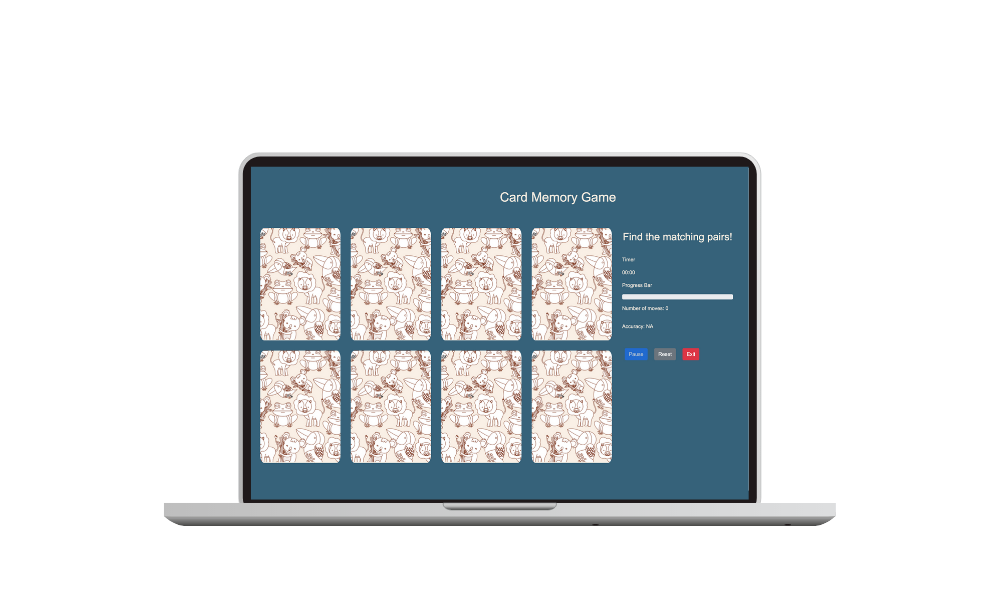 Card Memory Game
Find the matching pairs!
Timer
00:00
Progress Bar
Number of moves: 0
Accuracy: NA
Pause
Reset
Exit